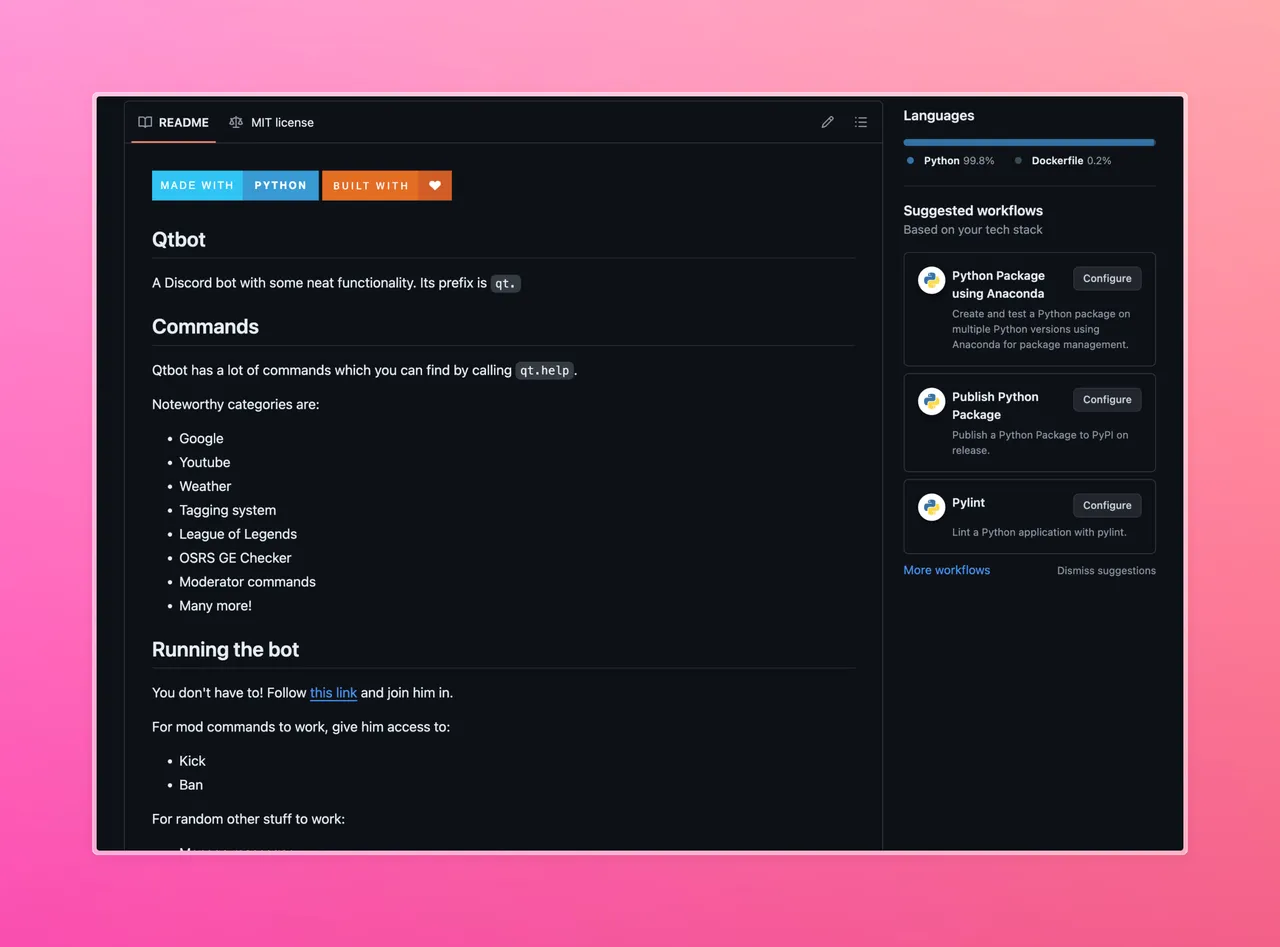 README
MIT license
MADE WITH PYTHON
BUILT WITH
Qtbot
A Discord bot with some neat functionality. Its prefix is qt.
Commands
Qtbot has a lot of commands which you can find by calling qt.help.
Noteworthy categories are:
• Google
• Youtube
• Weather
• Tagging system
• League of Legends
• OSRS GE Checker
• Moderator commands
• Many more!
Running the bot
You don't have to! Follow this link and join him in.
For mod commands to work, give him access to:
• Kick
• Ban
For random other stuff to work:
Languages
Python 99.8%
Dockerfile 0.2%
Suggested workflows
Based on your tech stack
Python Package
using Anaconda
Configure
Create and test a Python package on
multiple Python versions using
Anaconda for package management.
Publish Python
Package
Configure
Publish a Python Package to PyPI on
release.
Pylint
Configure
Lint a Python application with pylint.
More workflows
Dismiss suggestions